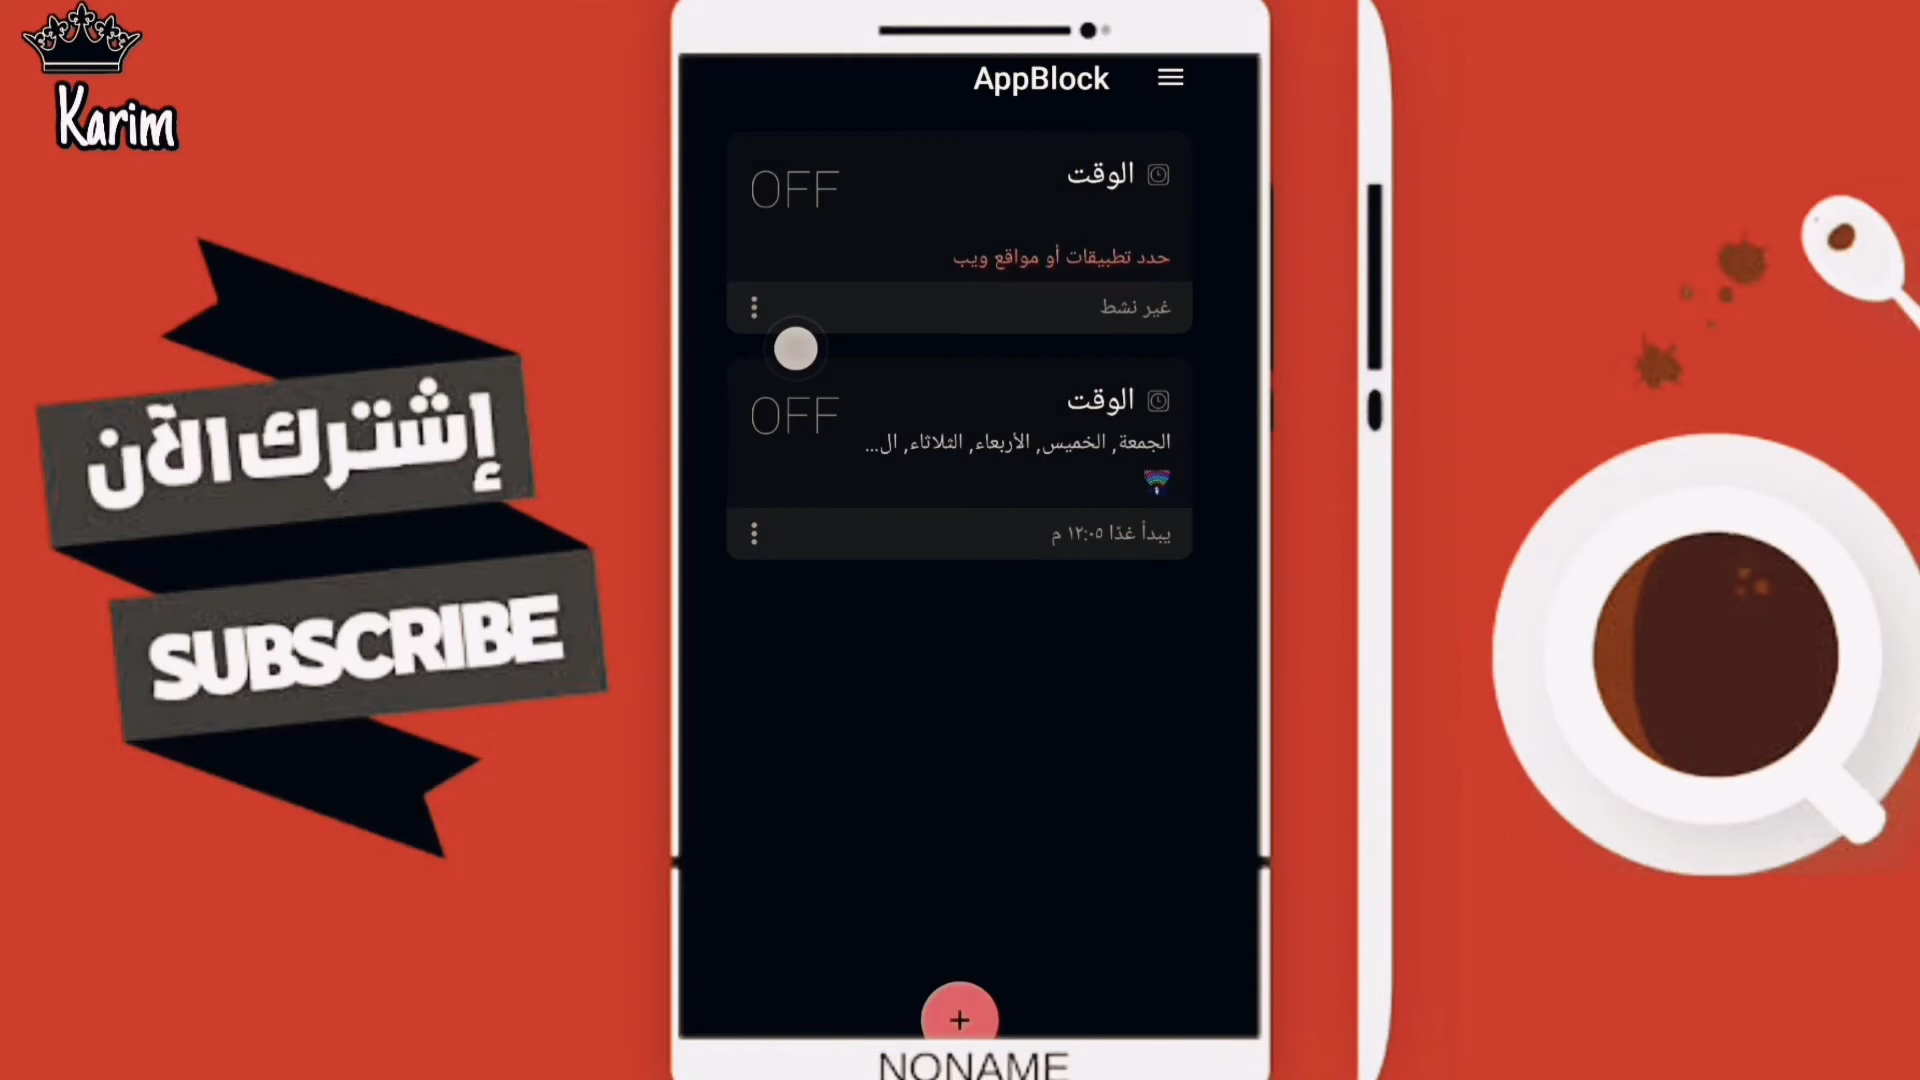 Karim
إشترك الآن
SUBSCRIBE
AppBlock
الوقت
OFF
حدد تطبيقات أو مواقع ويب
غير نشط
الوقت
OFF
الجمعة, الخميس, الأربعاء, الثلاثاء, ال...
يبدأ غدًا ١٢:٠٥ م
+
NONAME